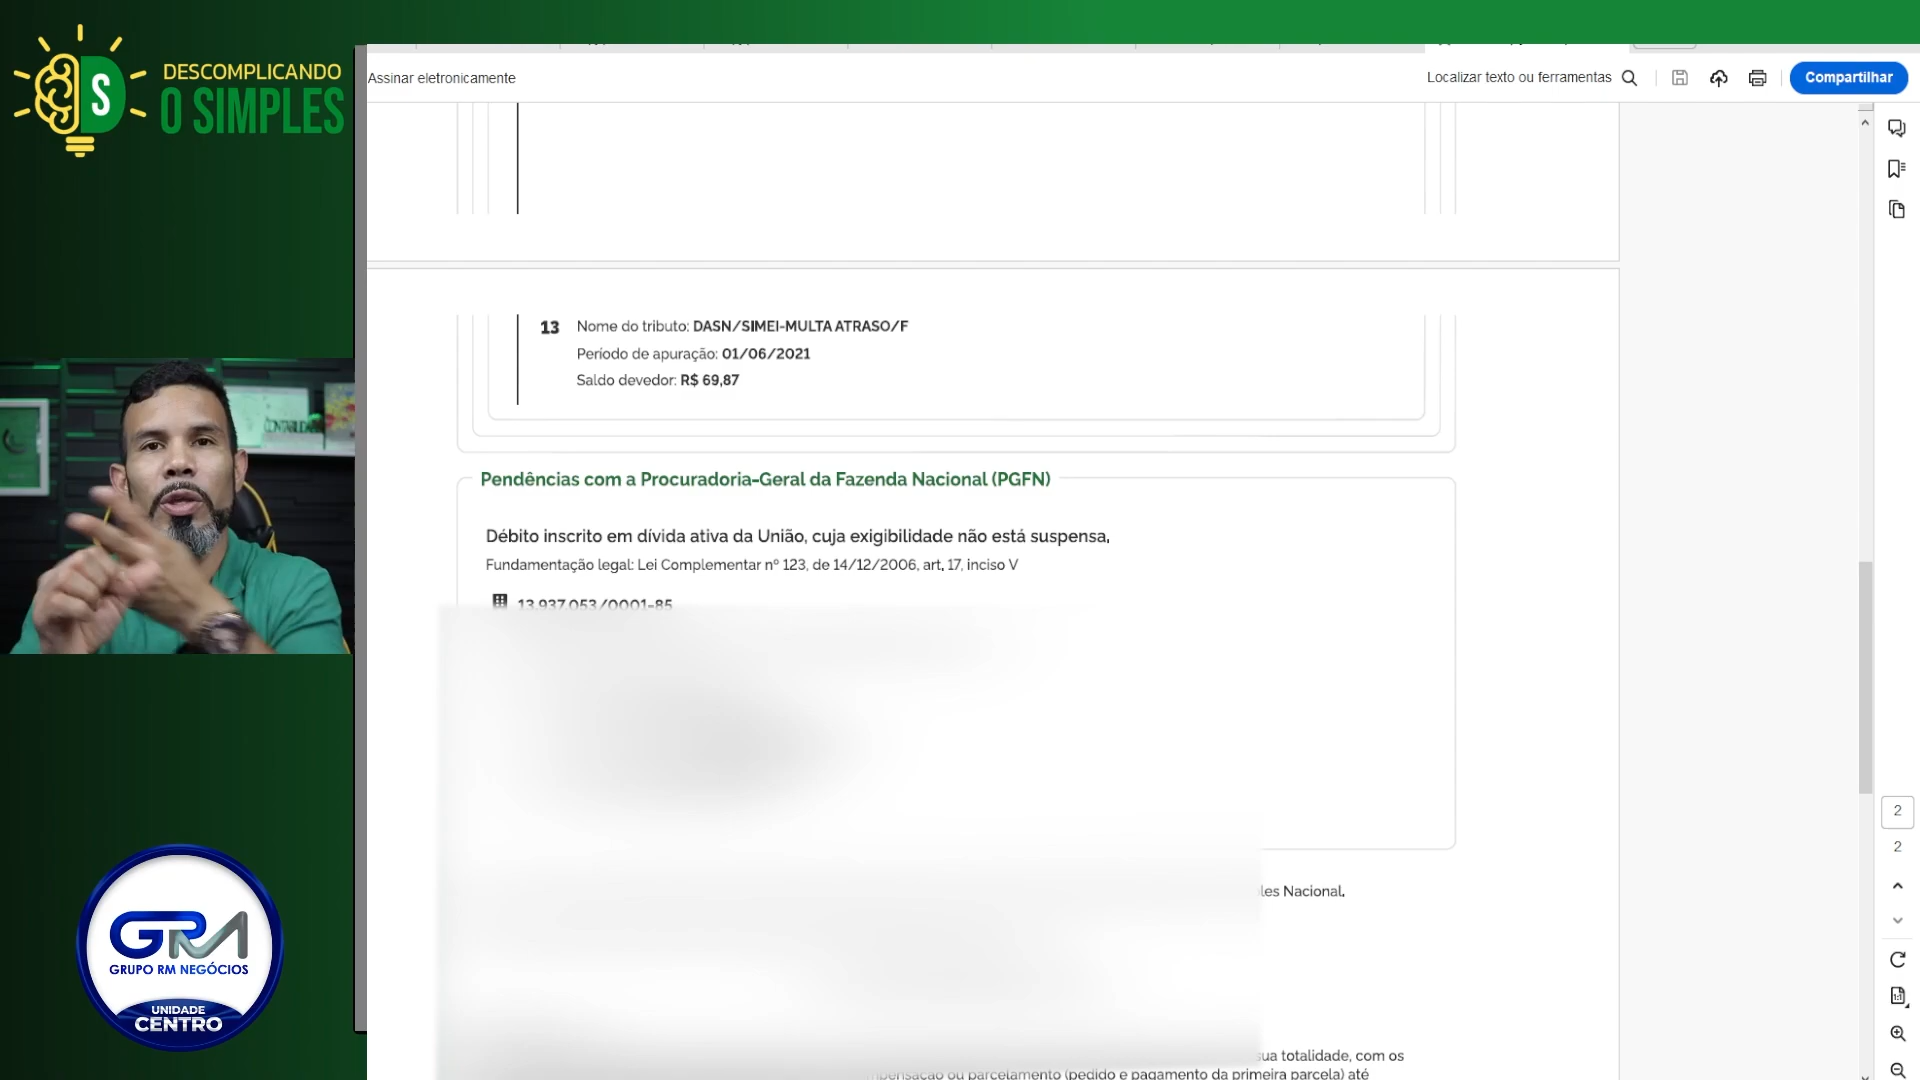 DESCOMPLICANDO
O SIMPLES
S
Assinar eletronicamente
Localizar texto ou ferramentas
Compartilhar
13 Nome do tributo: DASN/SIMEI-MULTA ATRASO/F
Período de apuração: 01/06/2021
Saldo devedor: R$ 69,87
Pendências com a Procuradoria-Geral da Fazenda Nacional (PGFN)
Débito inscrito em dívida ativa da União, cuja exigibilidade não está suspensa.
Fundamentação legal: Lei Complementar nº 123, de 14/12/2006, art. 17, inciso V
13.937.053/0001-85
les Nacional.
sua totalidade, com os
ou parcelamento (pedido e pagamento da primeira parcela) até
2
2
GRM
GRUPO RM NEGÓCIOS
UNIDADE
CENTRO